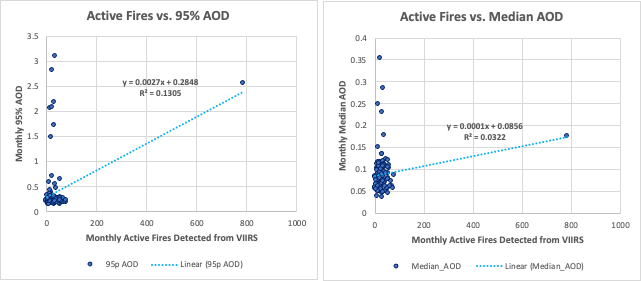 Active Fires vs. 95% AOD
Monthly 95% AOD
3.5
3
2.5
2
1.5
1
0.5
0
y = 0.0027x + 0.2848
R² = 0.1305
0 200 400 600 800 1000
Monthly Active Fires Detected from VIIRS
95p AOD Linear (95p AOD)
Active Fires vs. Median AOD
Monthly Median AOD
0.4
0.35
0.3
0.25
0.2
0.15
0.1
0.05
0
y = 0.0001x + 0.0856
R² = 0.0322
0 200 400 600 800 1000
Monthly Active Fires Detected from VIIRS
Median_AOD Linear (Median_AOD)